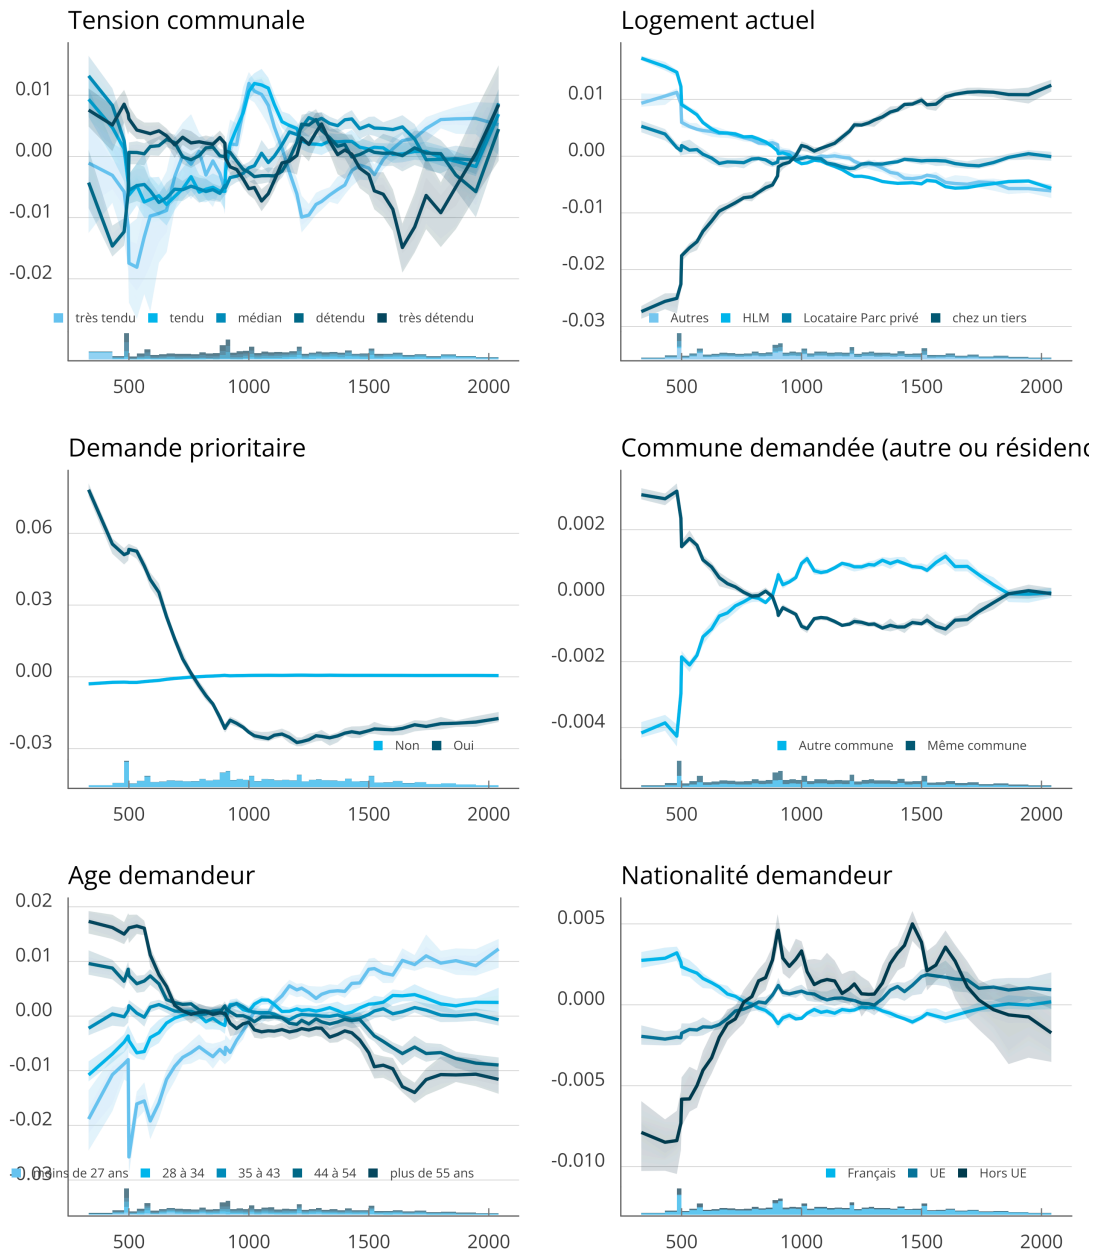 Tension communale
0.01
0.00
-0.01
-0.02
très tendu tendu médian détendu très détendu
500 1000 1500 2000
Logement actuel
0.01
0.00
-0.01
-0.02
-0.03
Autres HLM Locataire Parc privé chez un tiers
500 1000 1500 2000
Demande prioritaire
0.06
0.03
0.00
-0.03
Non Oui
500 1000 1500 2000
Commune demandée (autre ou résidenc
0.002
0.000
-0.002
-0.004
Autre commune Même commune
500 1000 1500 2000
Age demandeur
0.02
0.01
0.00
-0.01
-0.02
-0.03
moins de 27 ans 28 à 34 35 à 43 44 à 54 plus de 55 ans
500 1000 1500 2000
Nationalité demandeur
0.005
0.000
-0.005
-0.010
Français UE Hors UE
500 1000 1500 2000